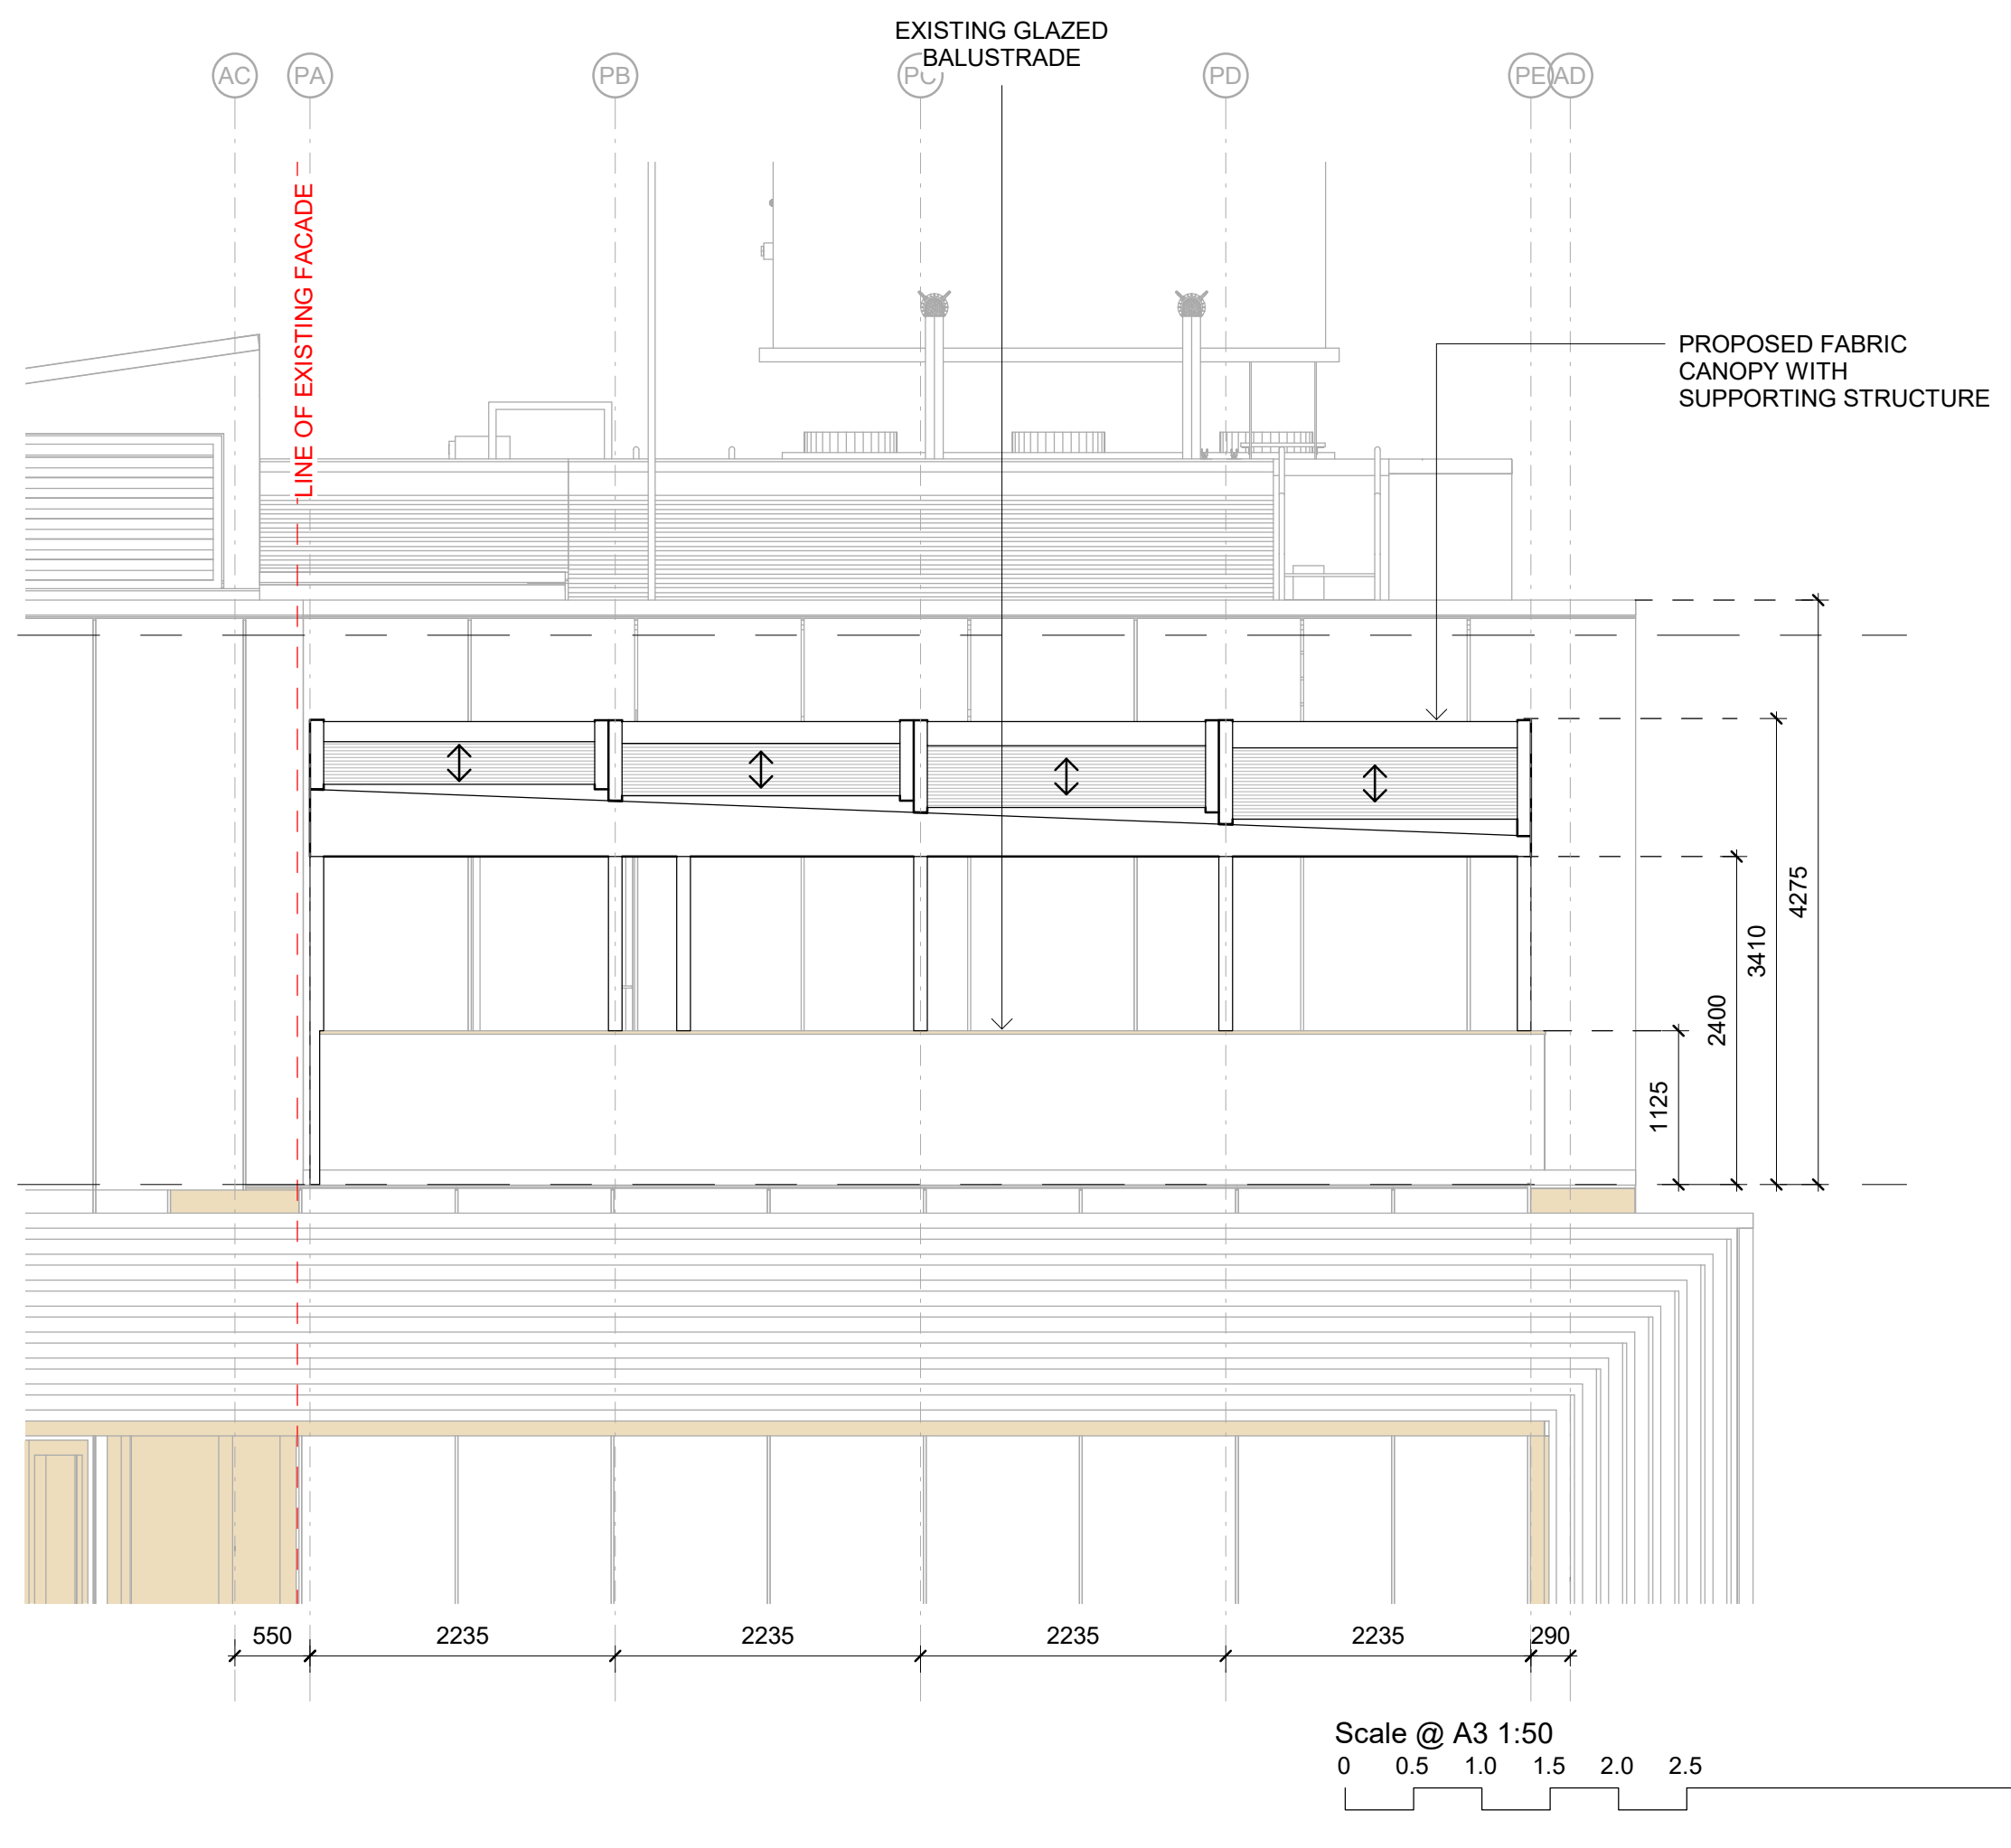 EXISTING GLAZED
BALUSTRADE
AC
PA
PB
PC
PD
PE
AD
LINE OF EXISTING FACADE
PROPOSED FABRIC
CANOPY WITH
SUPPORTING STRUCTURE
4275
3410
2400
1125
550
2235
2235
2235
2235
290
Scale @ A3 1:50
0 0.5 1.0 1.5 2.0 2.5